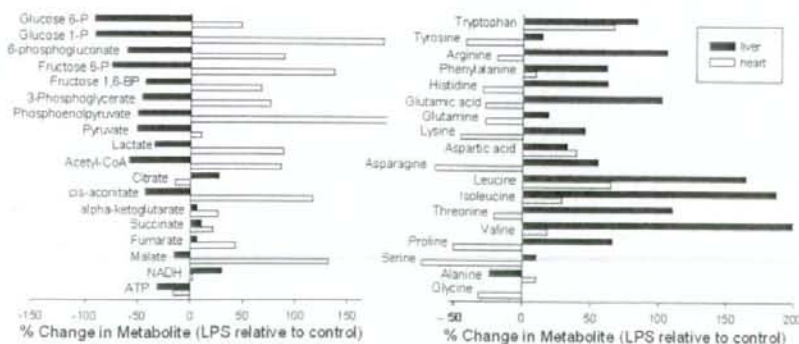 Glucose 6-P
Glucose 1-P
6-phosphogluconate
Fructose 6-P
Fructose 1,6-BP
3-Phosphoglycerate
Phosphoenolpyruvate
Pyruvate
Lactate
Acetyl-CoA
Citrate
cis-aconitate
alpha-ketoglutarate
Succinate
Fumarate
Malate
NADH
ATP
-150 -100 -50 0 50 100 150
% Change in Metabolite (LPS relative to control)
Tryptophan
Tyrosine
Arginine
Phenylalanine
Histidine
Glutamic acid
Glutamine
Lysine
Aspartic acid
Asparagine
Leucine
Isoleucine
Threonine
Valine
Proline
Serine
Alanine
Glycine
- 50 0 50 100 150 200
% Change in Metabolite (LPS relative to control)
liver
heart